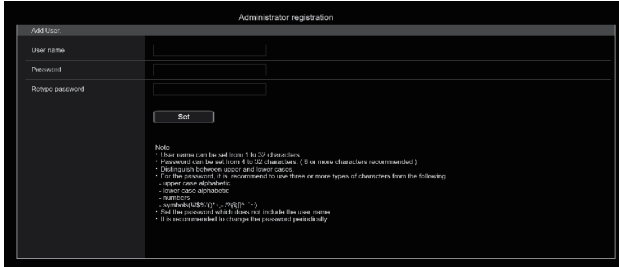 Administrator registration
Add User.
User name
Password
Retype password
Set
Note
・User name can be set from 1 to 32 characters
・Password can be set from 4 to 32 characters. ( 8 or more characters recommended )
・Distinguish between upper and lower cases.
・For the password, it is recommend to use three or more types of characters from the following
- upper case alphabetic
- lower case alphabetic
- numbers
- symbols
・Set the password which does not include the user name
・It is recommended to change the password periodically